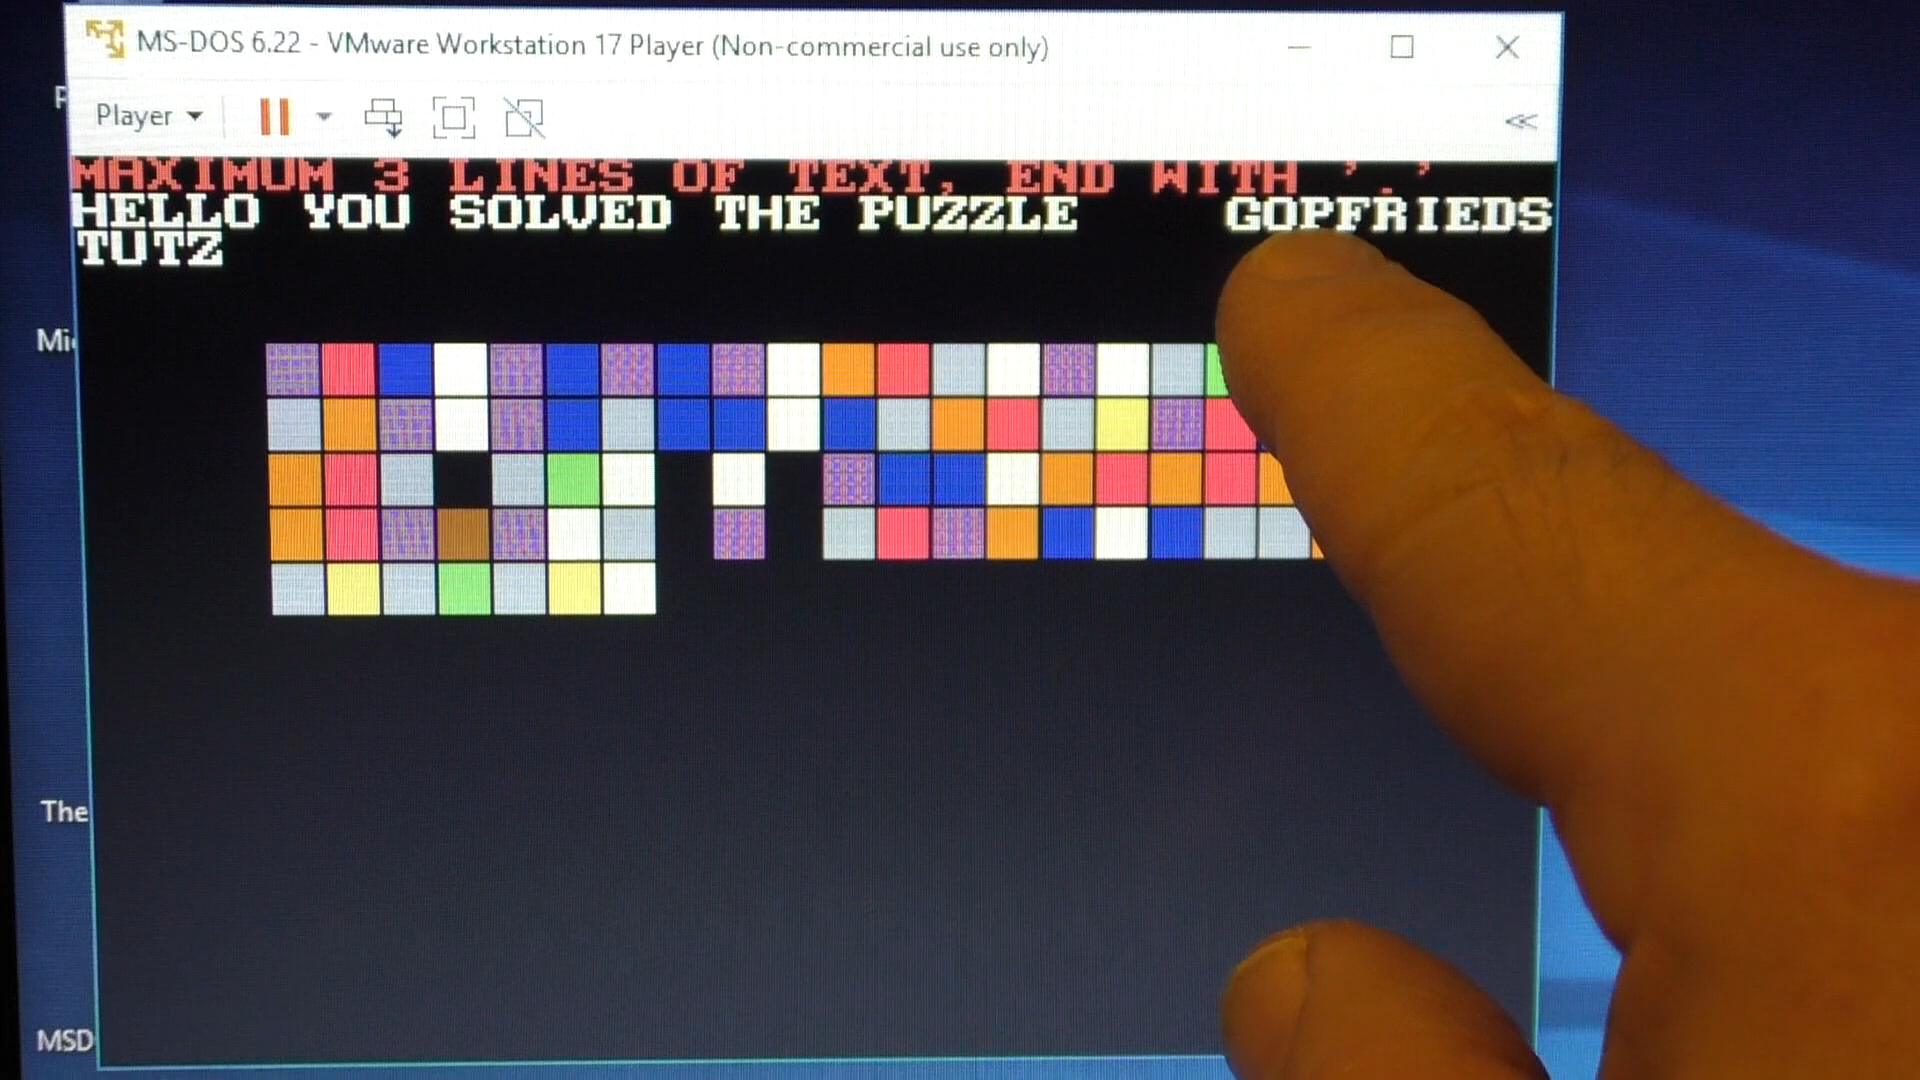 MS-DOS 6.22 - VMware Workstation 17 Player (Non-commercial use only)
Player
MAXIMUM 3 LINES OF TEXT, END WITH '.'
HELLO YOU SOLVED THE PUZZLE GOPFRIEDS
TUTZ
Mi
The
MSD